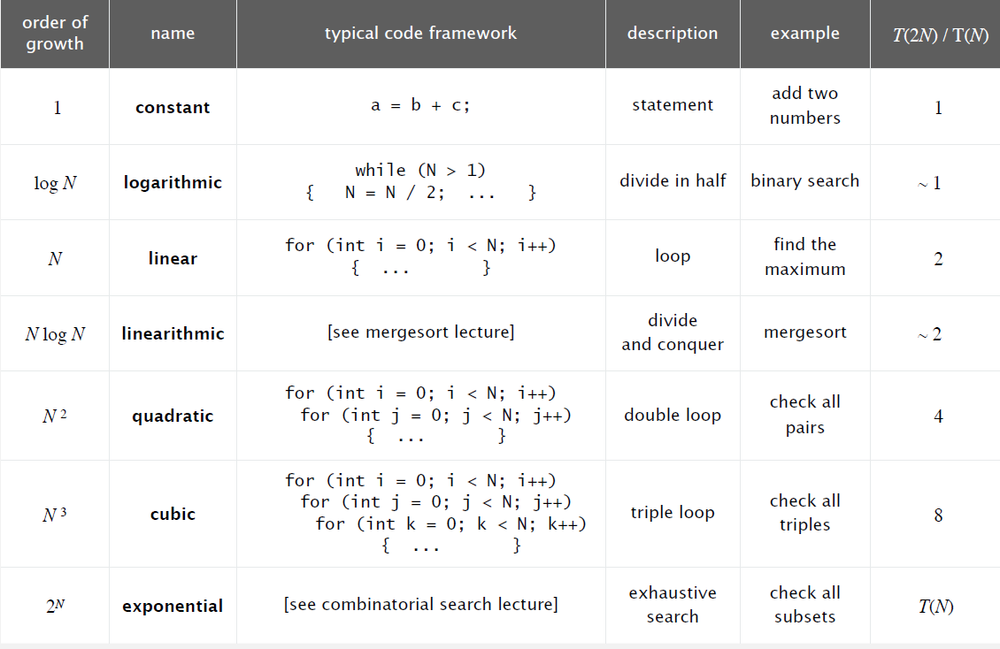 order of
growth
name
typical code framework
description
example
T(2N) / T(N)
1
constant
a = b + c;
statement
add two
numbers
1
log N
logarithmic
while (N > 1)
{ N = N / 2; ... }
divide in half
binary search
~ 1
N
linear
for (int i = 0; i < N; i++)
{ ... }
loop
find the
maximum
2
N log N
linearithmic
[see mergesort lecture]
divide
and conquer
mergesort
~ 2
N 2
quadratic
for (int i = 0; i < N; i++)
for (int j = 0; j < N; j++)
{ ... }
double loop
check all
pairs
4
N 3
cubic
for (int i = 0; i < N; i++)
for (int j = 0; j < N; j++)
for (int k = 0; k < N; k++)
{ ... }
triple loop
check all
triples
8
2N
exponential
[see combinatorial search lecture]
exhaustive
search
check all
subsets
T(N)